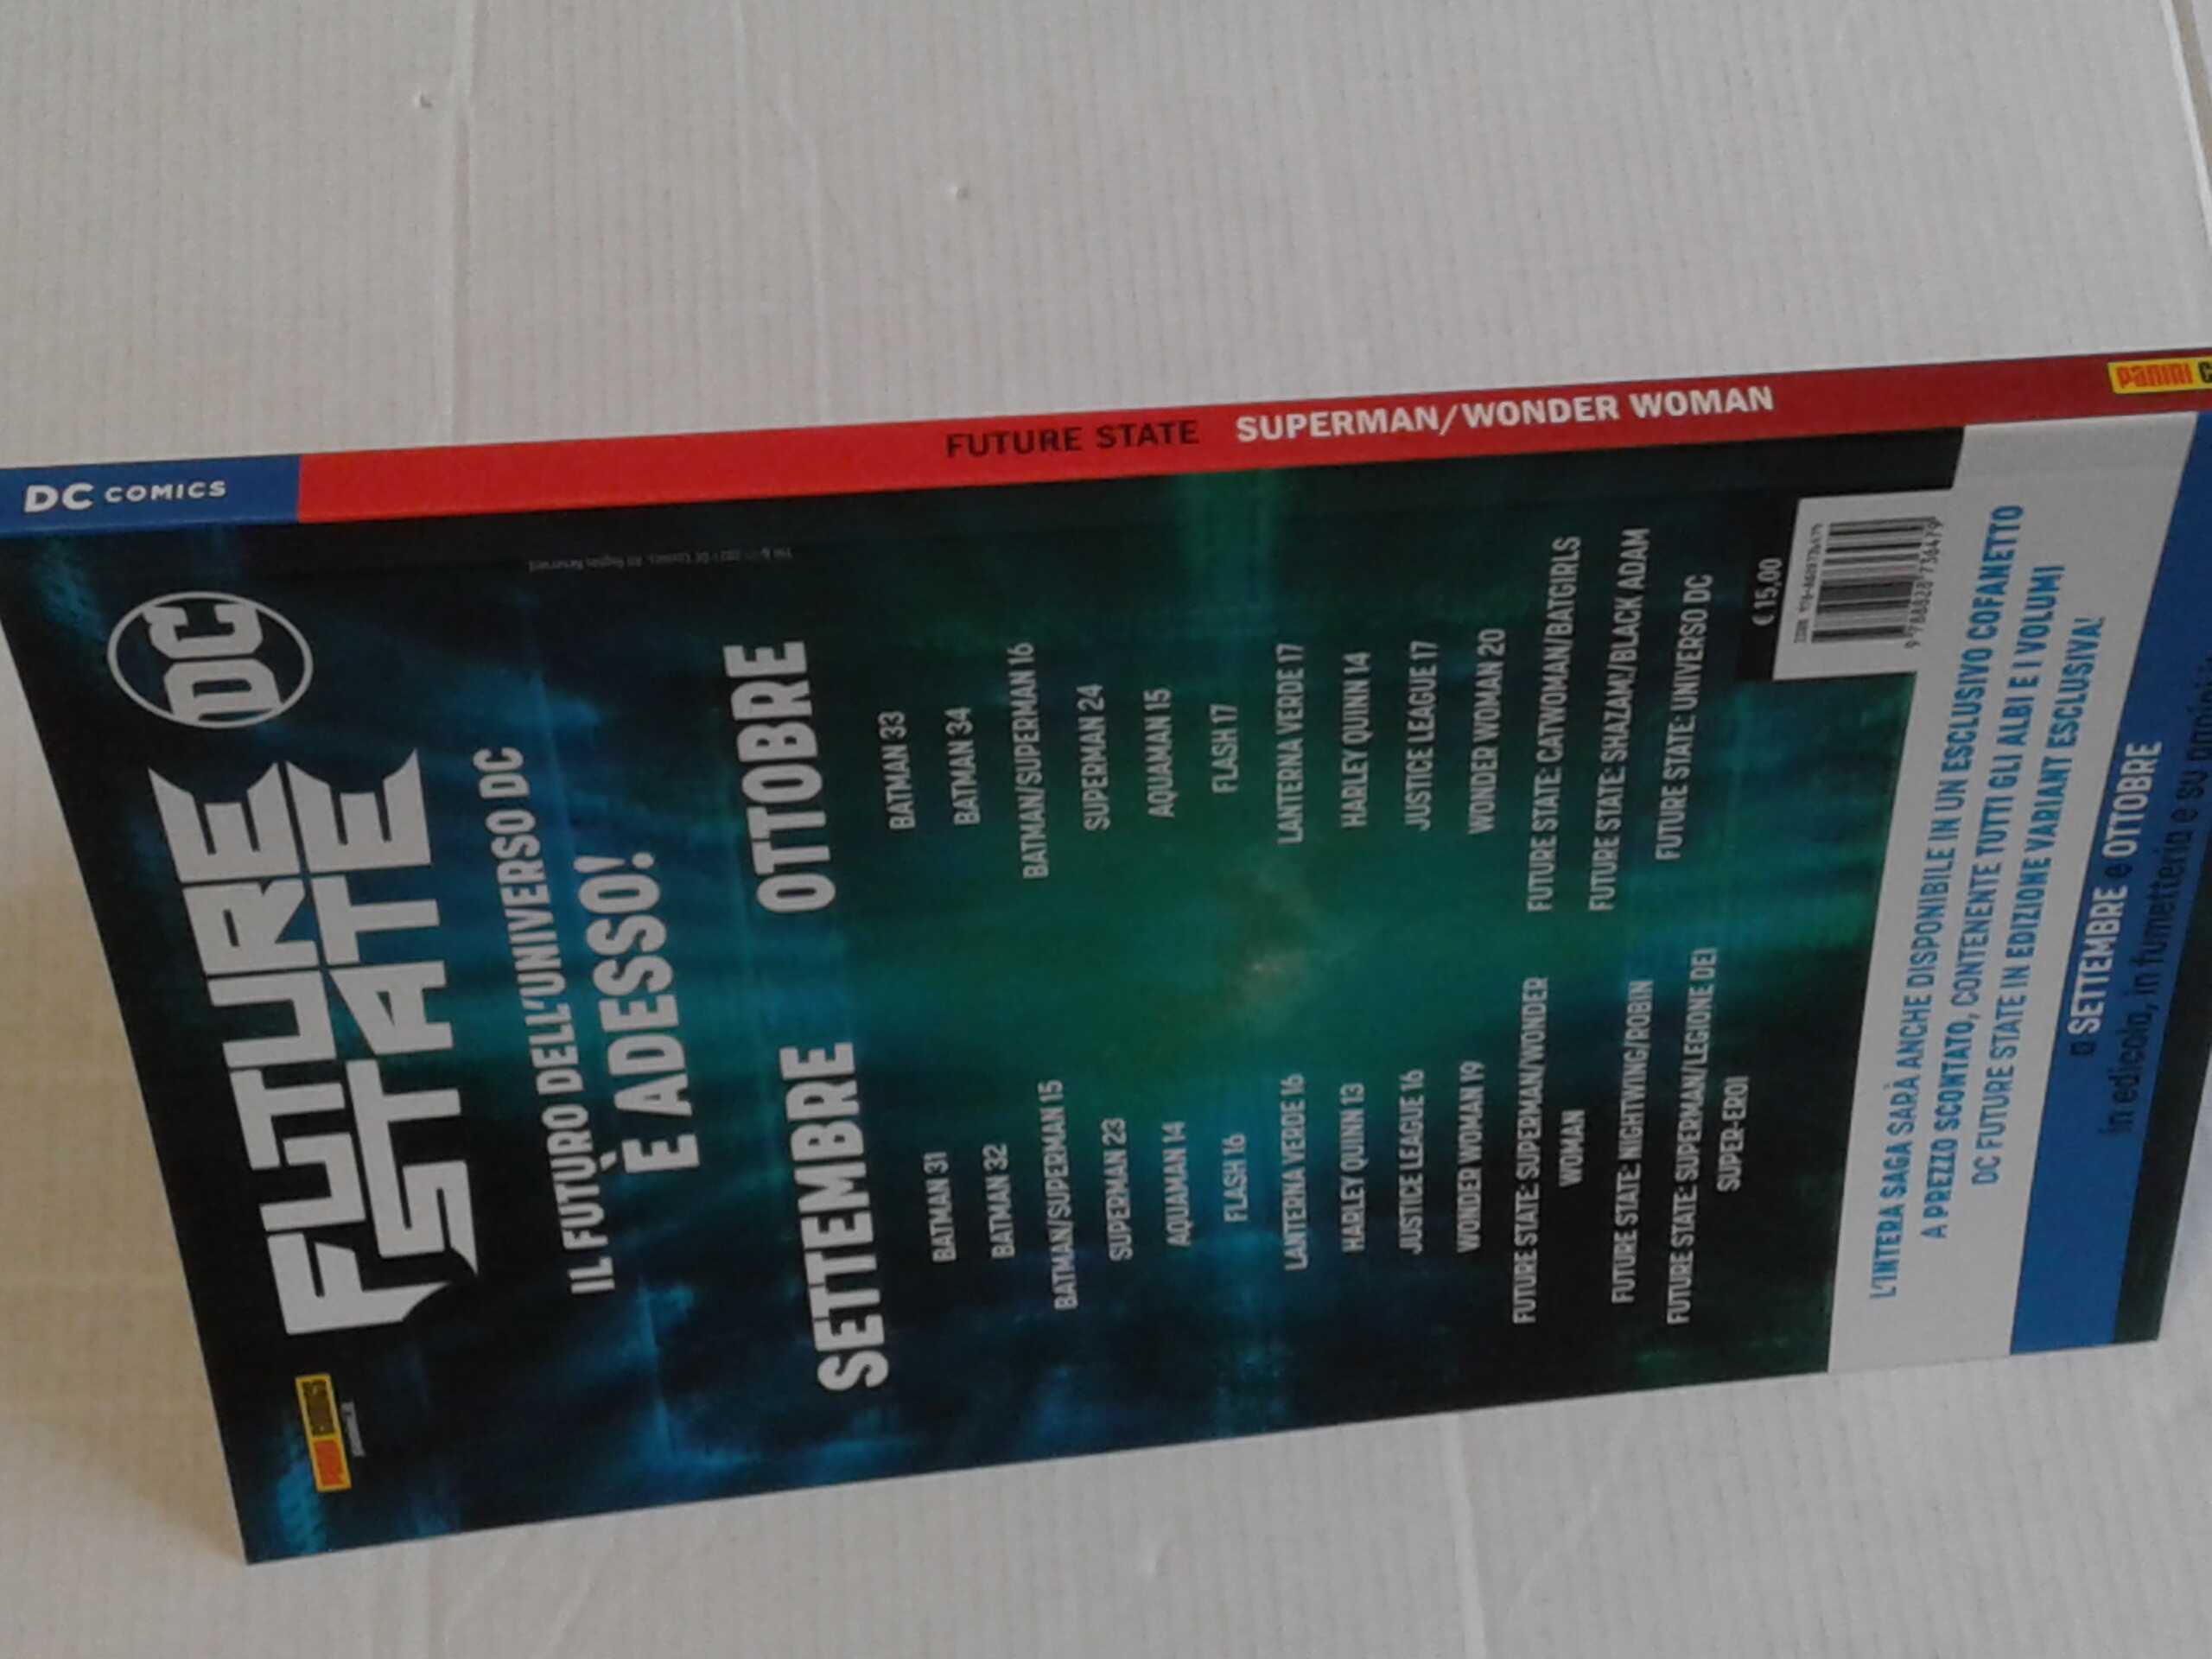 DC COMICS
FUTURE STATE SUPERMAN/WONDER WOMAN
PANINI
PANINI COMICS
FUTURE
STATE
DC
IL FUTURO DELL'UNIVERSO DC
È ADESSO!
SETTEMBRE
BATMAN 31
BATMAN 32
BATMAN/SUPERMAN 15
SUPERMAN 23
AQUAMAN 14
FLASH 16
LANTERNA VERDE 16
HARLEY QUINN 13
JUSTICE LEAGUE 16
WONDER WOMAN 19
FUTURE STATE: SUPERMAN/WONDER
WOMAN
FUTURE STATE: NIGHTWING/ROBIN
FUTURE STATE: SUPERMAN/LEGIONE DEI
SUPER-EROI
OTTOBRE
BATMAN 33
BATMAN 34
BATMAN/SUPERMAN 16
SUPERMAN 24
AQUAMAN 15
FLASH 17
LANTERNA VERDE 17
HARLEY QUINN 14
JUSTICE LEAGUE 17
WONDER WOMAN 20
FUTURE STATE: CATWOMAN/BATGIRLS
FUTURE STATE: SHAZAM!/BLACK ADAM
FUTURE STATE: UNIVERSO DC
€ 15,00
L'INTERA SAGA SARÀ ANCHE DISPONIBILE IN UN ESCLUSIVO COFANETTO
A PREZZO SCONTATO, CONTENENTE TUTTI GLI ALBI E I VOLUMI
DC FUTURE STATE IN EDIZIONE VARIANT ESCLUSIVA!
a SETTEMBRE e OTTOBRE
in edicola, in fumetteria e su